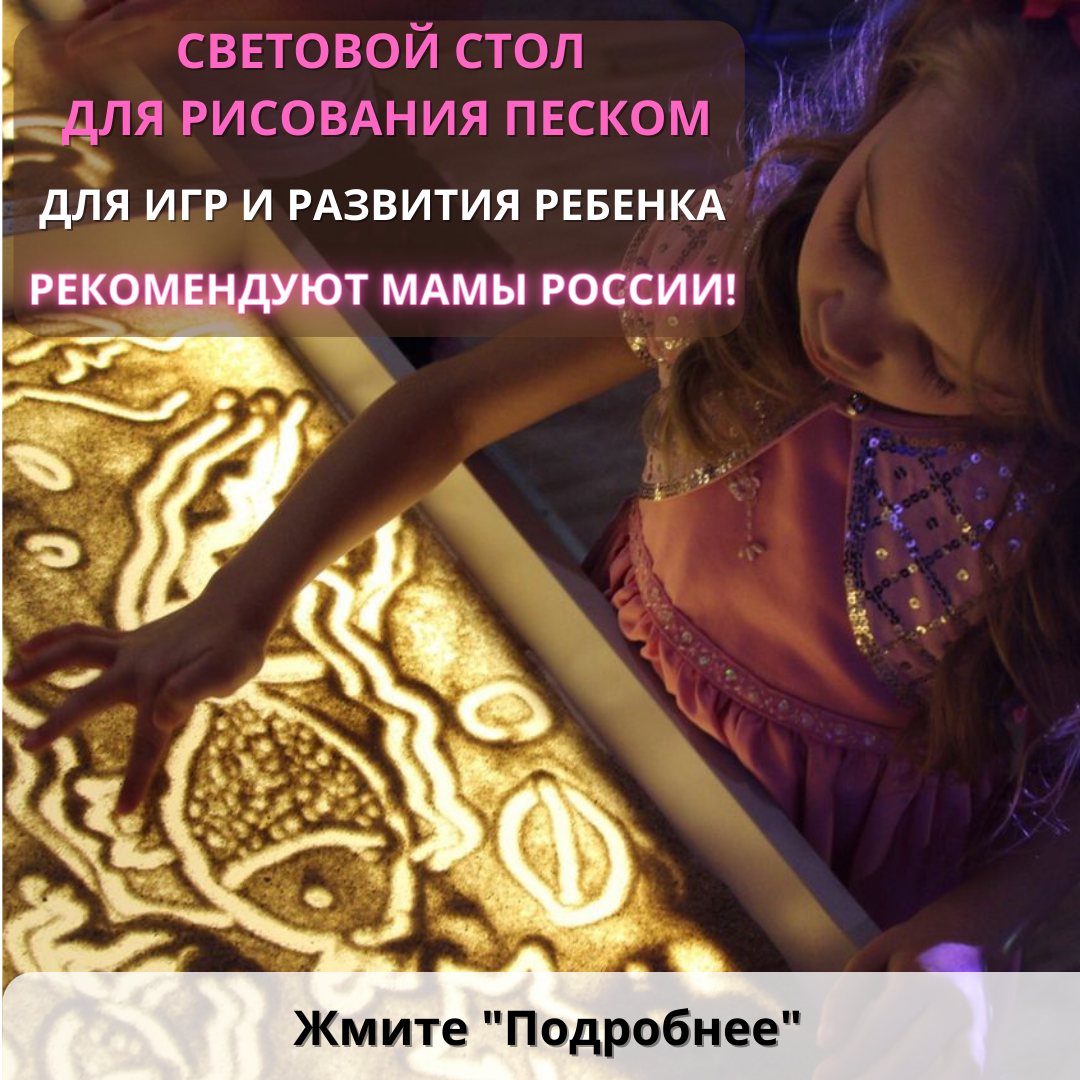 СВЕТОВОЙ СТОЛ
ДЛЯ РИСОВАНИЯ ПЕСКОМ
ДЛЯ ИГР И РАЗВИТИЯ РЕБЕНКА
РЕКОМЕНДУЮТ МАМЫ РОССИИ!
Жмите "Подробнее"